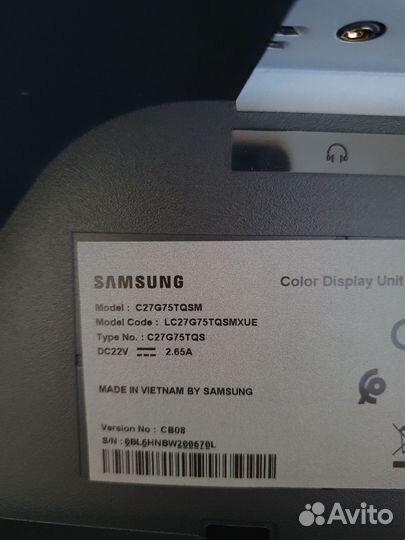 SAMSUNG
Color Display Unit
Model : C27G75TQSM
Model Code : LC27G75TQSMXUE
Type No. : C27G75TQS
DC22V 2.65A
MADE IN VIETNAM BY SAMSUNG
Version No : CB08
S/N : 0BL6HNBW200670L
Avito